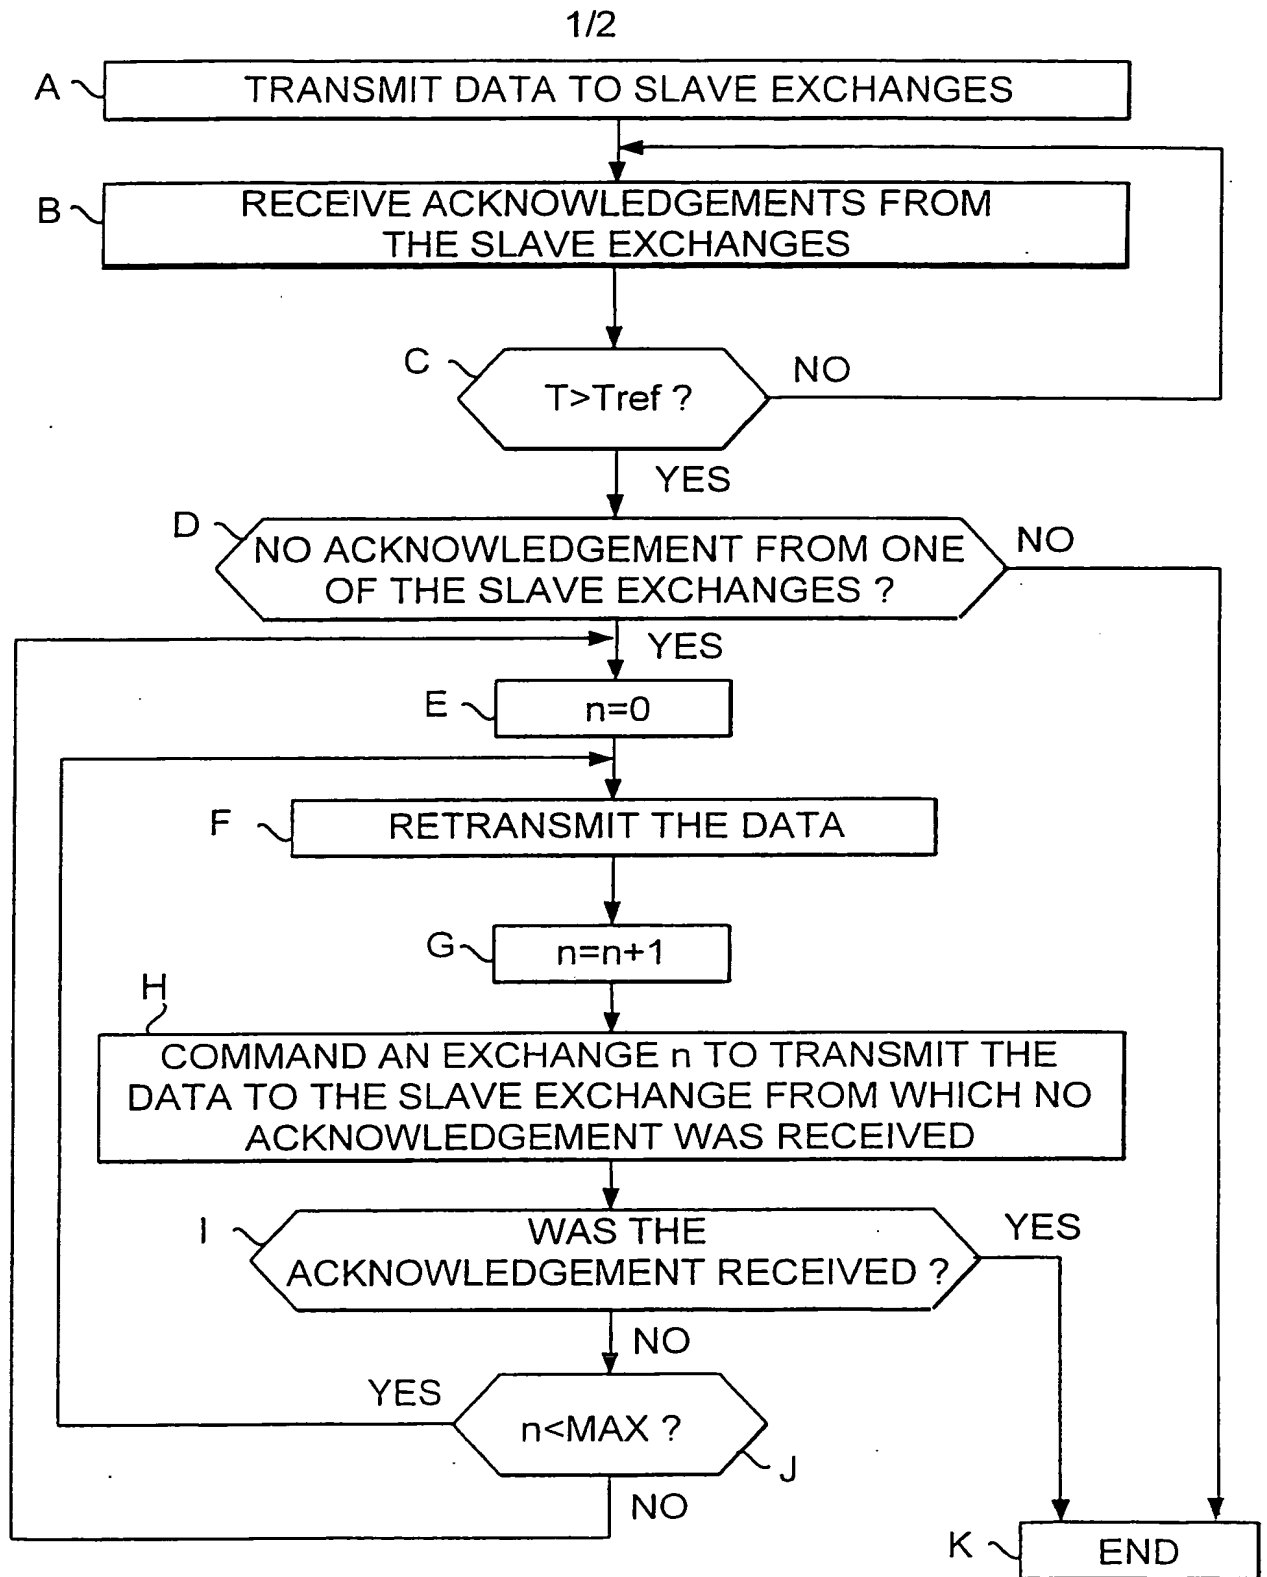 1/2
A
TRANSMIT DATA TO SLAVE EXCHANGES
B
RECEIVE ACKNOWLEDGEMENTS FROM
THE SLAVE EXCHANGES
C
T>Tref ?
NO
YES
D
NO ACKNOWLEDGEMENT FROM ONE
OF THE SLAVE EXCHANGES ?
NO
YES
E
n=0
F
RETRANSMIT THE DATA
G
n=n+1
H
COMMAND AN EXCHANGE n TO TRANSMIT THE
DATA TO THE SLAVE EXCHANGE FROM WHICH NO
ACKNOWLEDGEMENT WAS RECEIVED
I
WAS THE
ACKNOWLEDGEMENT RECEIVED ?
YES
NO
YES
n<MAX ?
J
NO
K
END